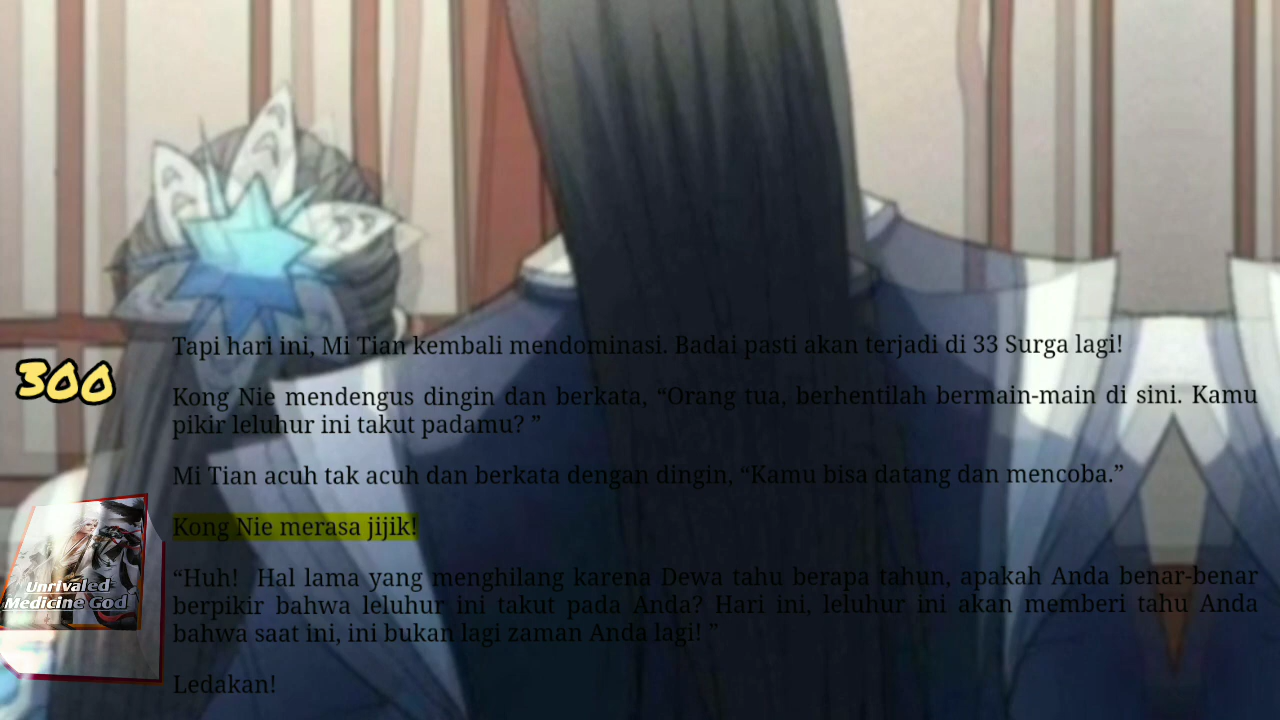 Tapi hari ini, Mi Tian kembali mendominasi. Badai pasti akan terjadi di 33 Surga lagi!
300
Kong Nie mendengus dingin dan berkata, “Orang tua, berhentilah bermain-main di sini. Kamu
pikir leluhur ini takut padamu? ”
Mi Tian acuh tak acuh dan berkata dengan dingin, “Kamu bisa datang dan mencoba.”
Kong Nie merasa jijik!
“Huh!  Hal lama yang menghilang karena Dewa tahu berapa tahun, apakah Anda benar-benar
berpikir bahwa leluhur ini takut pada Anda? Hari ini, leluhur ini akan memberi tahu Anda
bahwa saat ini, ini bukan lagi zaman Anda lagi! ”
Unrivaled
Medicine God
Ledakan!